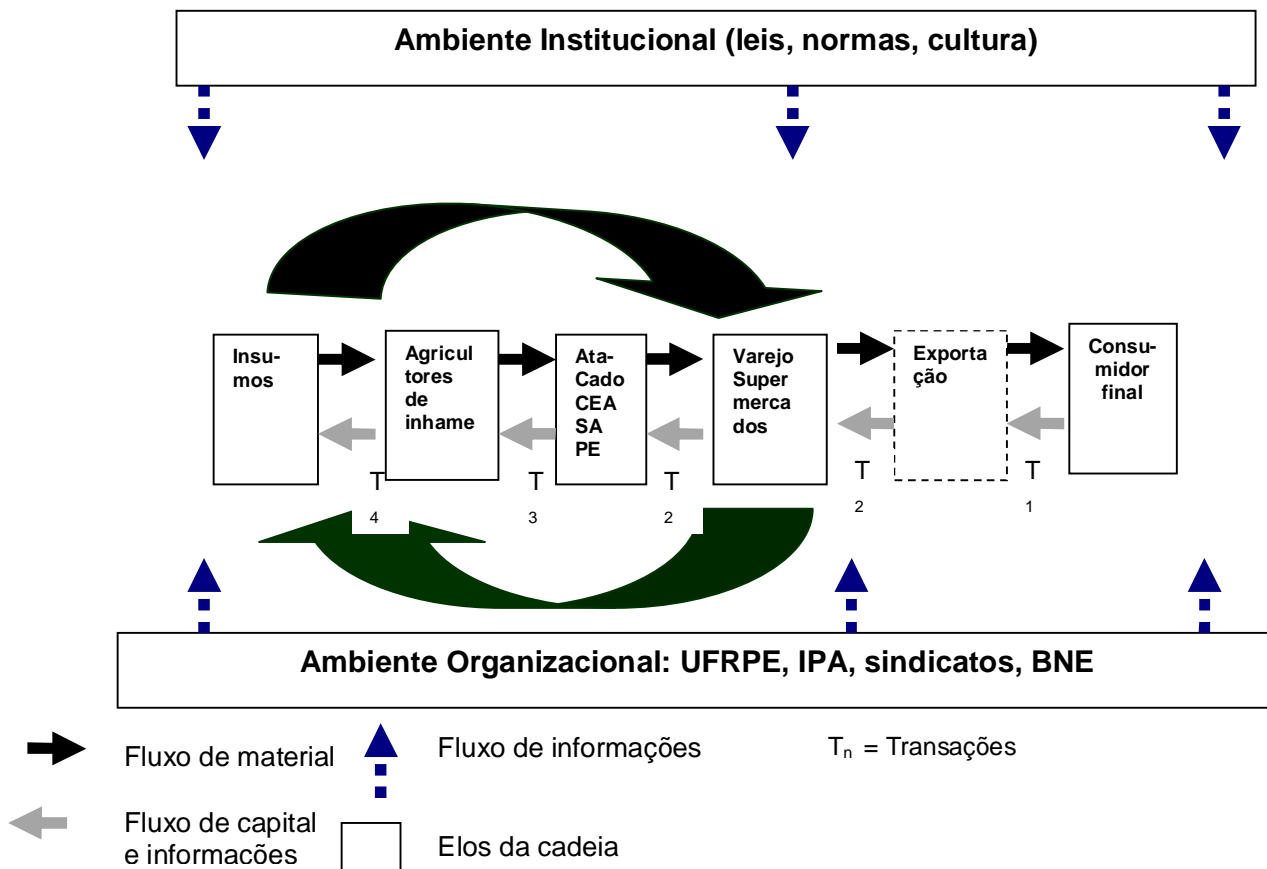 Ambiente Institucional (leis, normas, cultura)
Insu-
mos
Agricul
tores
de
inhame
Ata-
Cado
CEA
SA
PE
Varejo
Super
merca
dos
Exporta
ção
Consu-
midor
final
T
4
T
3
T
2
T
2
T
1
Ambiente Organizacional: UFRPE, IPA, sindicatos, BNE
Fluxo de material
Fluxo de informações
Tn = Transações
Fluxo de capital
e informações
Elos da cadeia